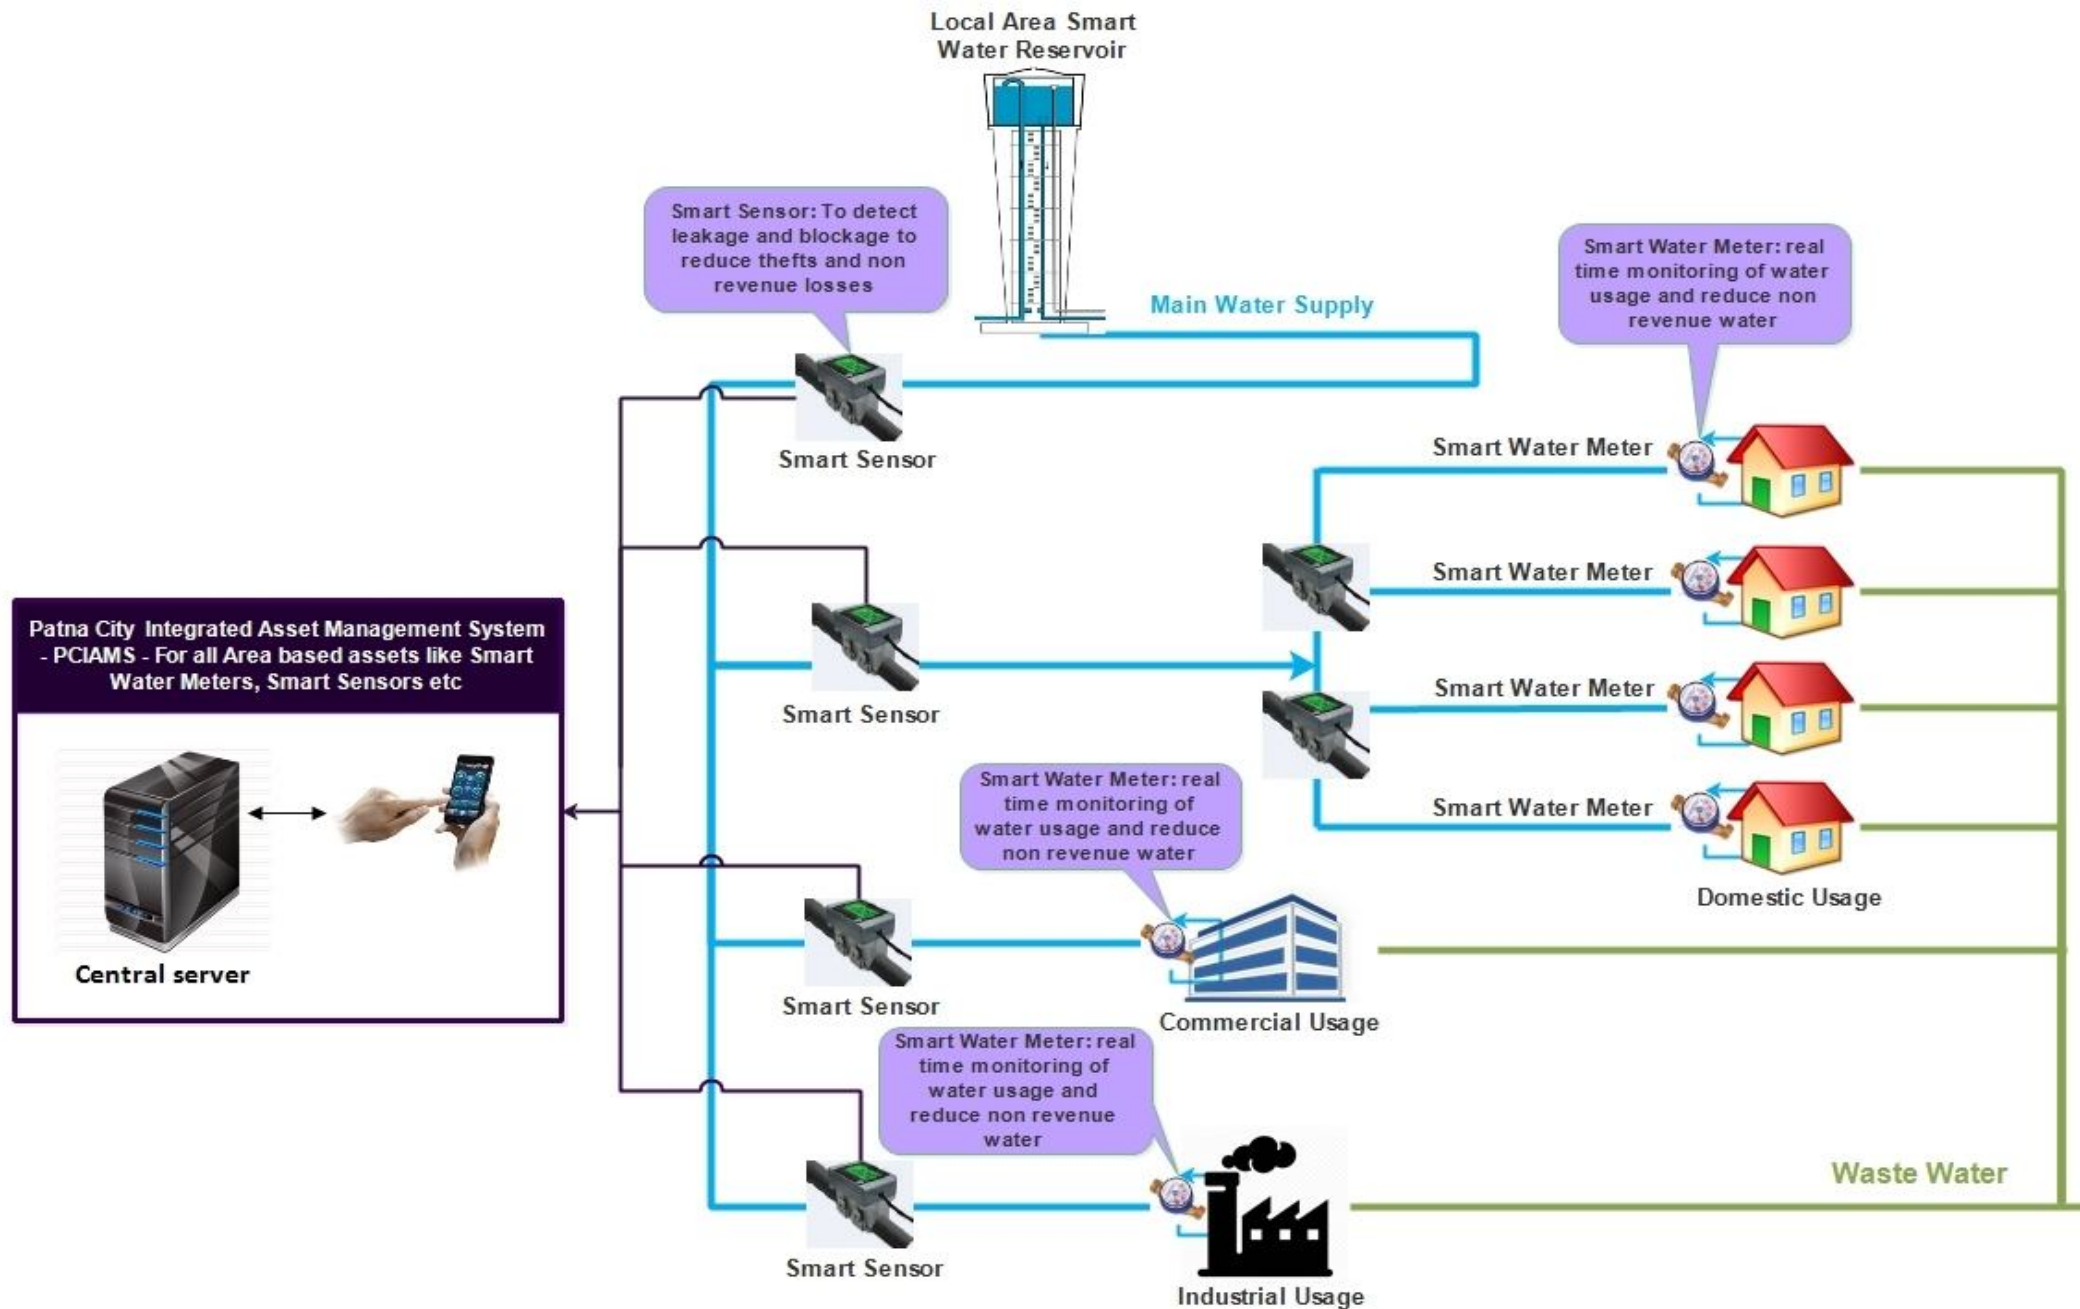 Local Area Smart
Water Reservoir
Smart Sensor: To detect
leakage and blockage to
reduce thefts and non
revenue losses
Main Water Supply
Smart Water Meter: real
time monitoring of water
usage and reduce non
revenue water
Smart Sensor
Smart Water Meter
Smart Water Meter
Smart Water Meter
Smart Water Meter
Domestic Usage
Smart Sensor
Patna City Integrated Asset Management System
- PCIAMS - For all Area based assets like Smart
Water Meters, Smart Sensors etc
Central server
Smart Water Meter: real
time monitoring of
water usage and reduce
non revenue water
Smart Sensor
Commercial Usage
Smart Water Meter: real
time monitoring of
water usage and
reduce non revenue
water
Waste Water
Smart Sensor
Industrial Usage